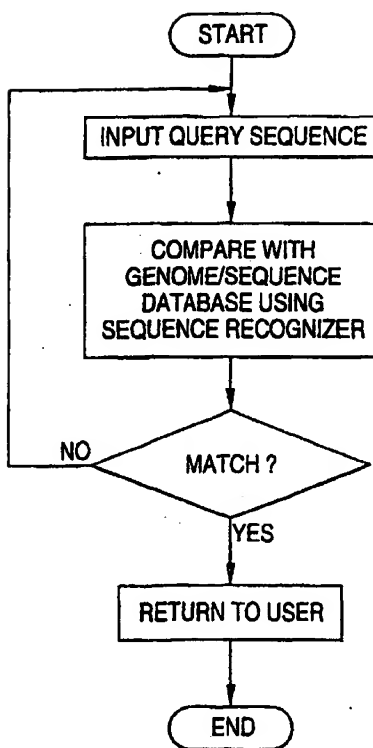 START
INPUT QUERY SEQUENCE
COMPARE WITH
GENOME/SEQUENCE
DATABASE USING
SEQUENCE RECOGNIZER
NO
MATCH ?
YES
RETURN TO USER
END